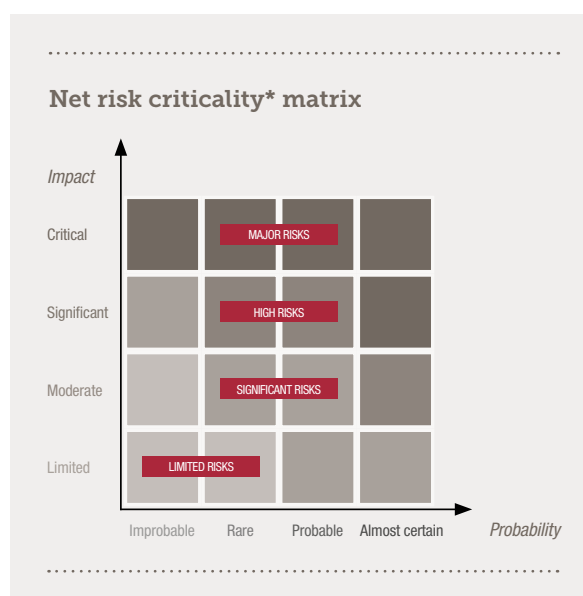 Net risk criticality* matrix
Impact
Critical
MAJOR RISKS
Significant
HIGH RISKS
Moderate
SIGNIFICANT RISKS
Limited
LIMITED RISKS
Improbable Rare Probable Almost certain Probability